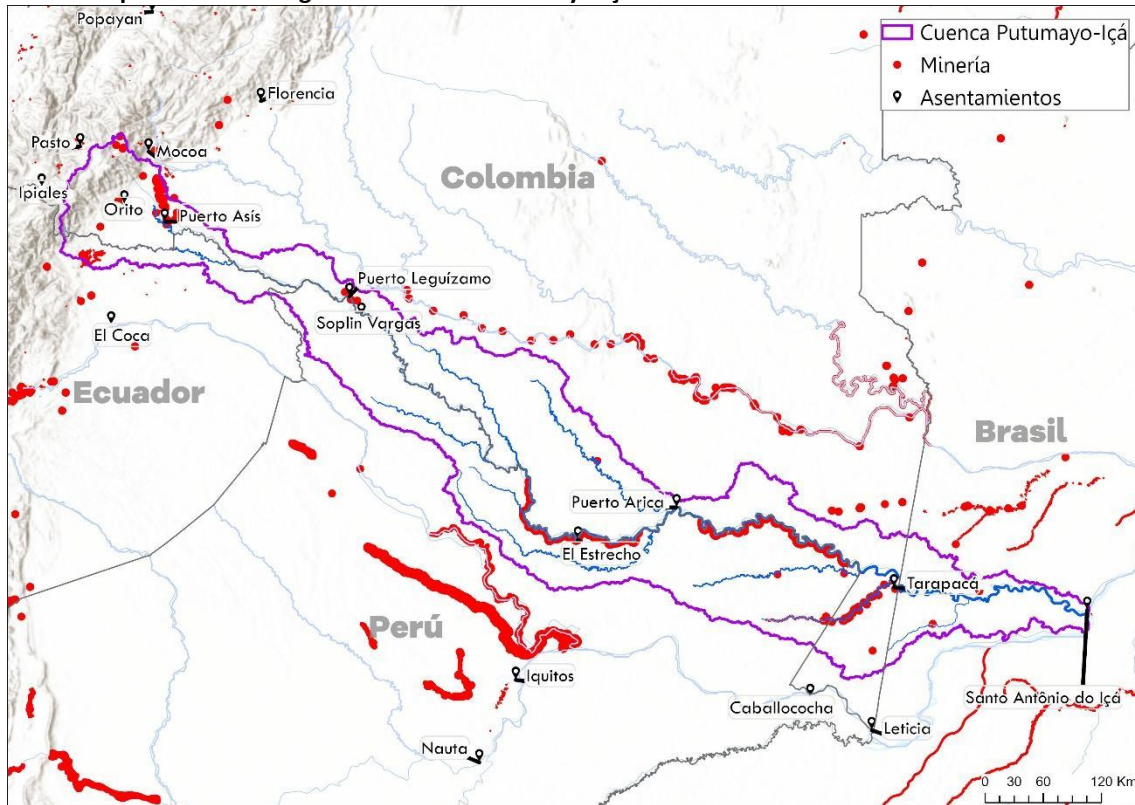 Popayan
Cuenca Putumayo-Içá
Minería
Asentamientos
Florencia
Pasto
Mocoa
Colombia
Ipiales
Orito
Puerto Asís
Puerto Leguízamo
Soplin Vargas
El Coca
Ecuador
Brasil
Puerto Arica
El Estrecho
Tarapacá
Perú
Iquitos
Santo Antônio do Içá
Caballococha
Leticia
Nauta
0 30 60 120 Km